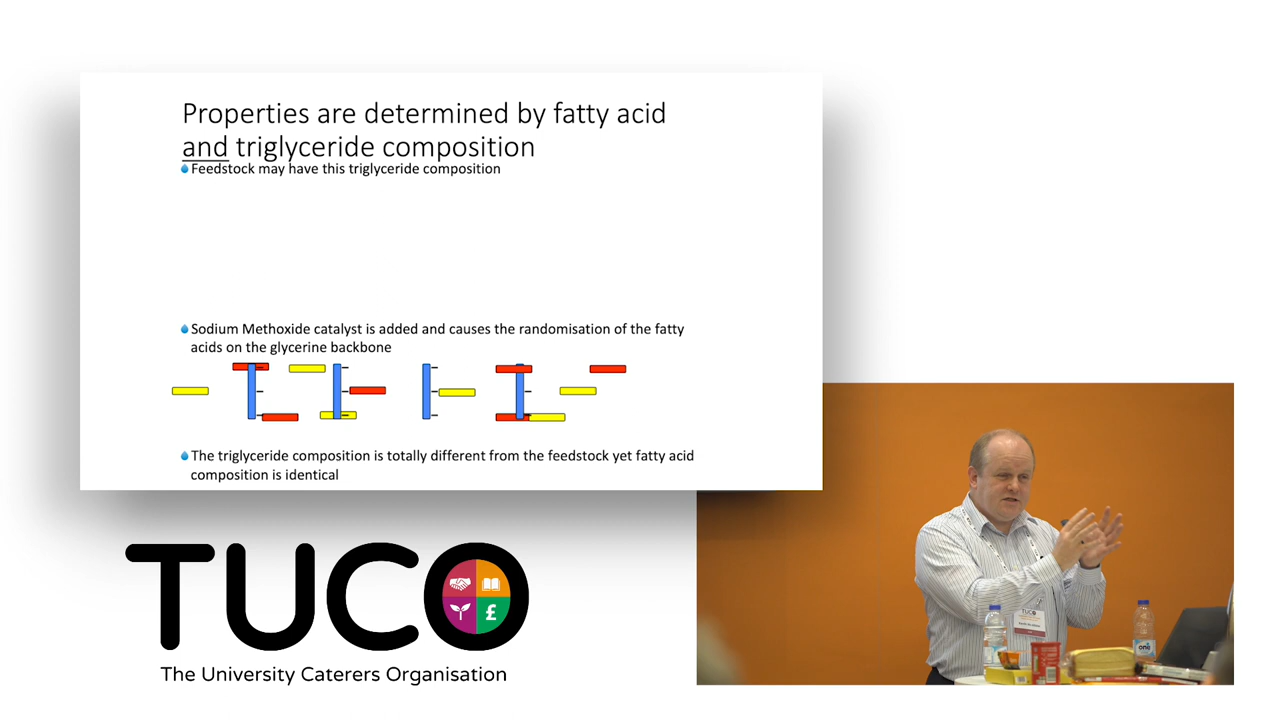 Properties are determined by fatty acid
and triglyceride composition
Feedstock may have this triglyceride composition
Sodium Methoxide catalyst is added and causes the randomisation of the fatty
acids on the glycerine backbone
The triglyceride composition is totally different from the feedstock yet fatty acid
composition is identical
TUCO
£
The University Caterers Organisation
TUCO
one